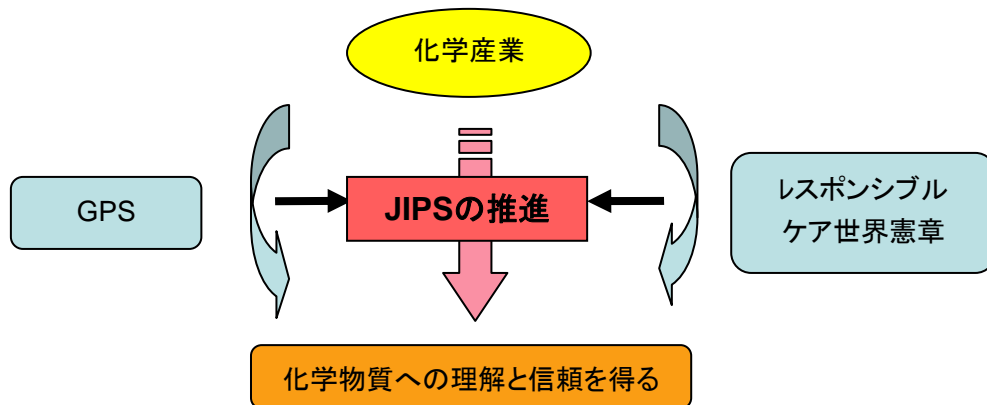 化学産業
GPS
JIPSの推進
レスポンシブル
ケア世界憲章
化学物質への理解と信頼を得る